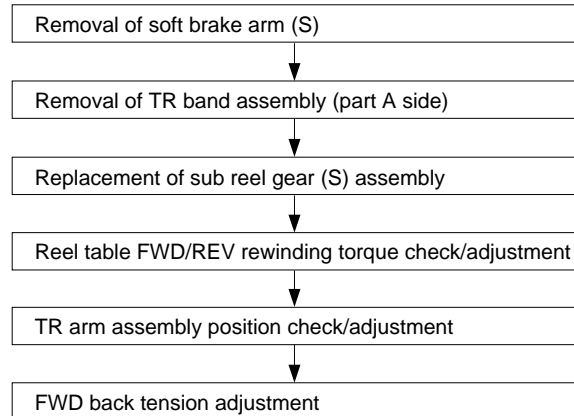 Removal of soft brake arm (S)
Removal of TR band assembly (part A side)
Replacement of sub reel gear (S) assembly
Reel table FWD/REV rewinding torque check/adjustment
TR arm assembly position check/adjustment
FWD back tension adjustment